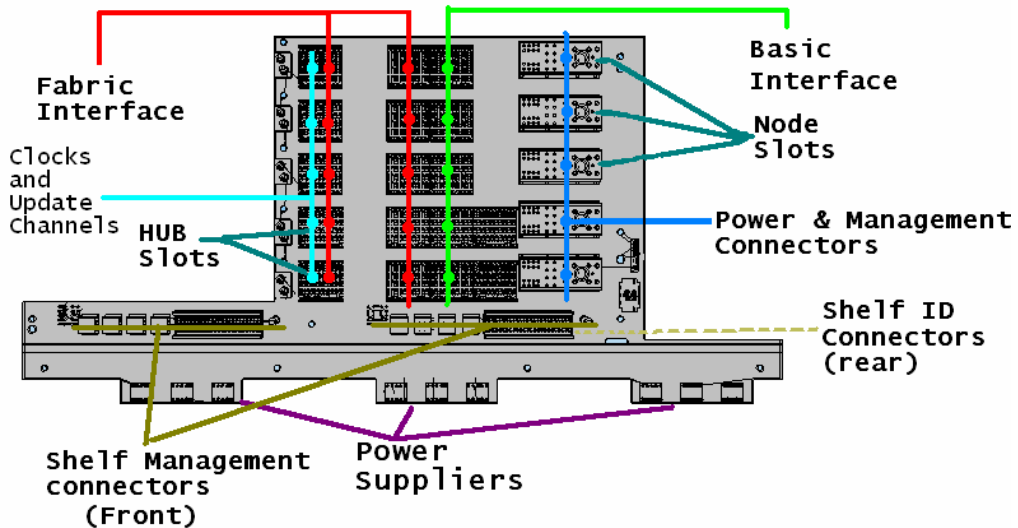 Fabric
Interface
Basic
Interface
Clocks
and
Update
Channels
HUB
Slots
Node
Slots
Power & Management
Connectors
Shelf ID
Connectors
(rear)
Shelf Management
connectors
(Front)
Power
Suppliers